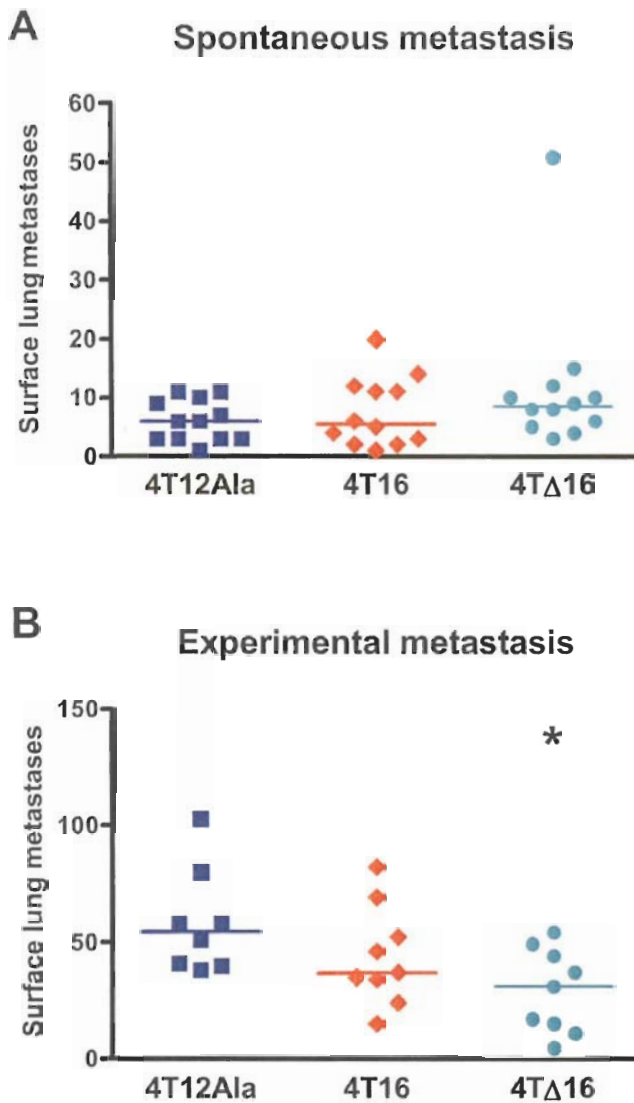 A
Spontaneous metastasis
Surface lung metastases
60
50
40
30
20
10
0
4T12Ala
4T16
4TΔ16
B
Experimental metastasis
Surface lung metastases
150
100
50
0
*
4T12Ala
4T16
4TΔ16